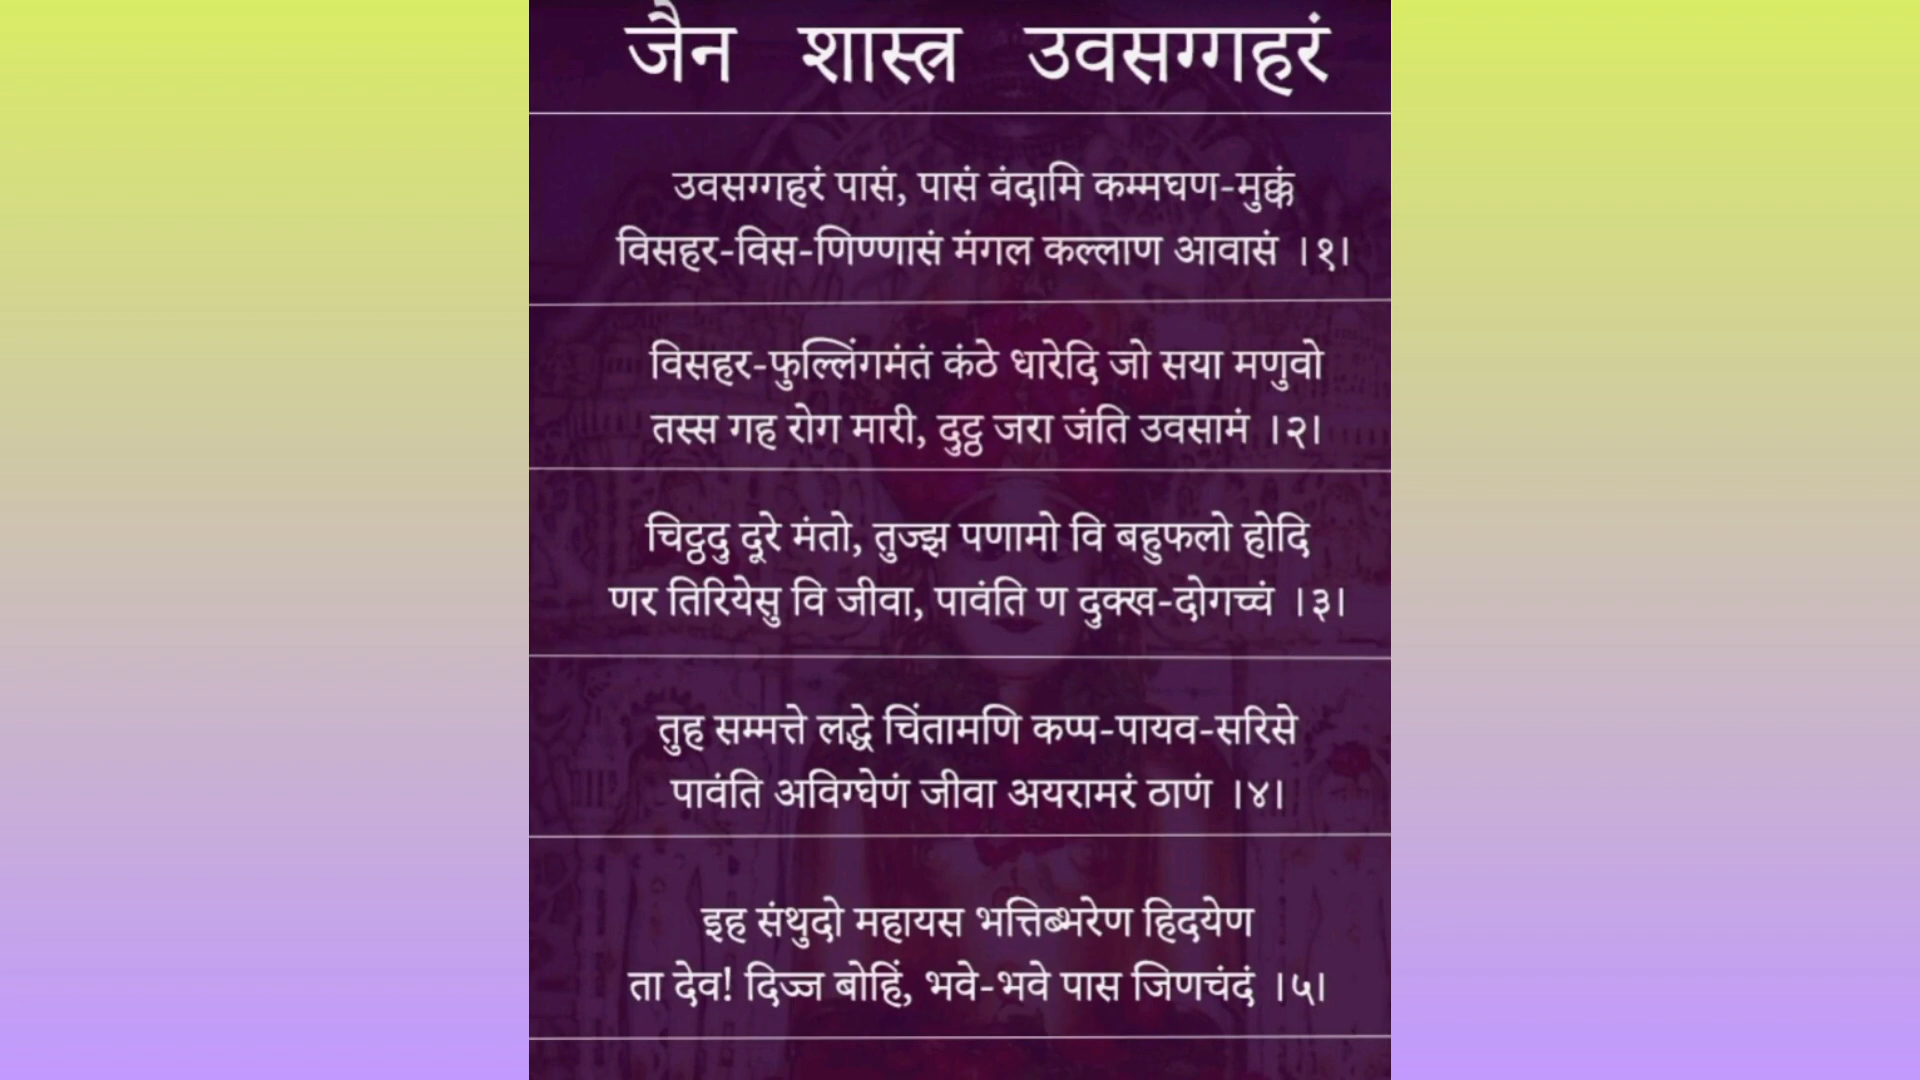 जैन शास्त्र उवसग्गहरं
उवसग्गहरं पासं, पासं वंदामि कम्मघण-मुक्कं
विसहर-विस-णिण्णासं मंगल कल्लाण आवासं ।१।
विसहर-फुल्लिंगमंतं कंठे धारेदि जो सया मणुवो
तस्स गह रोग मारी, दुट्ठ जरा जंति उवसामं ।२।
चिट्ठदु दूरे मंतो, तुज्झ पणामो वि बहुफलो होदि
णर तिरियेसु वि जीवा, पावंति ण दुक्ख-दोगच्चं ।३।
तुह सम्मत्ते लद्धे चिंतामणि कप्प-पायव-सरिसे
पावंति अविग्घेणं जीवा अयरामरं ठाणं ।४।
इह संथुदो महायस भत्तिब्भरेण हिदयेण
ता देव! दिज्ज बोहिं, भवे-भवे पास जिणचंदं ।५।